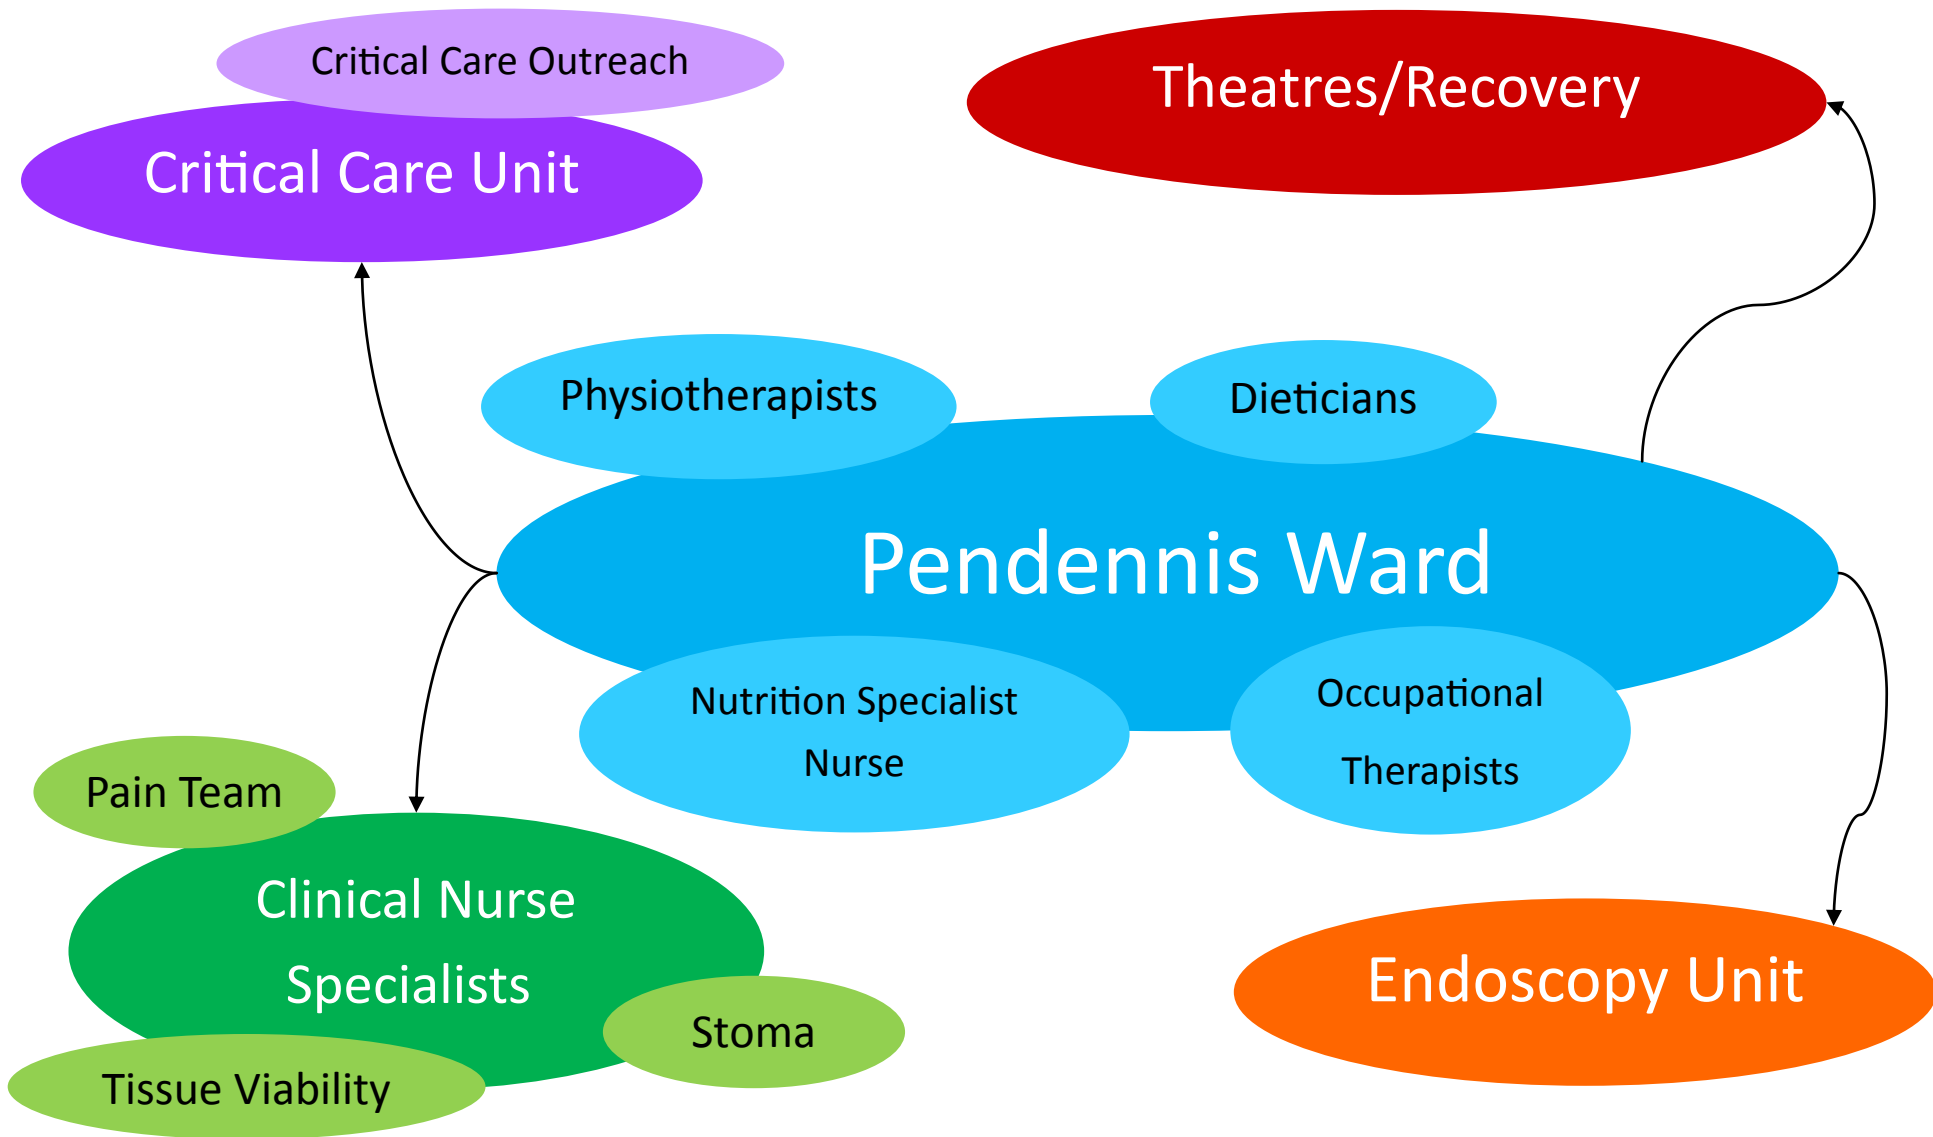 Critical Care Outreach
Critical Care Unit
Theatres/Recovery
Physiotherapists
Dieticians
Pendennis Ward
Nutrition Specialist
Nurse
Occupational
Therapists
Pain Team
Clinical Nurse
Specialists
Stoma
Tissue Viability
Endoscopy Unit